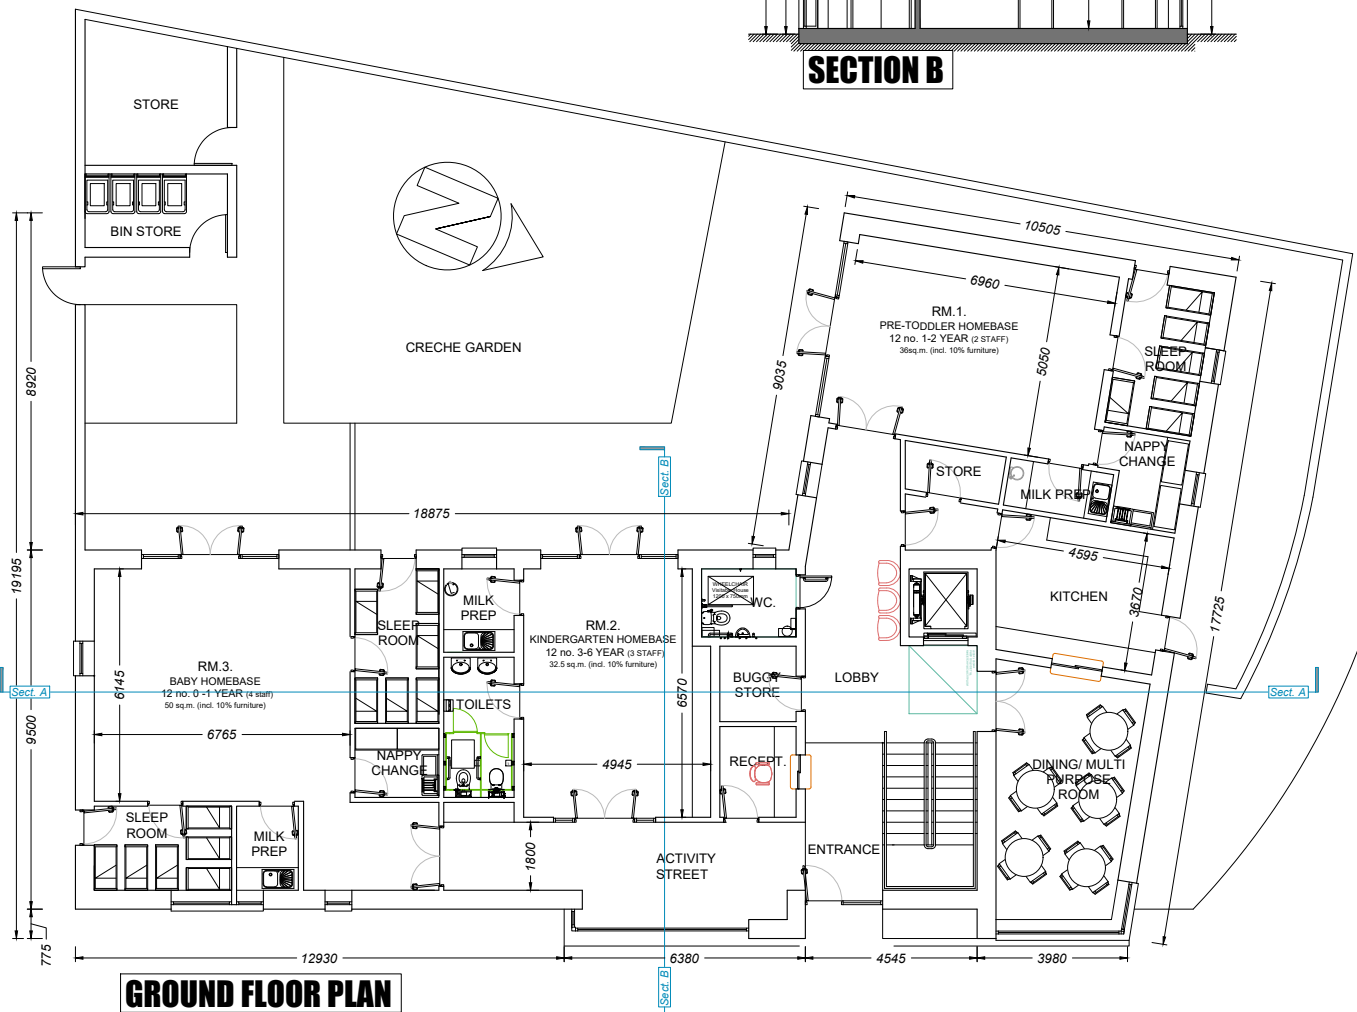 SECTION B
STORE
BIN STORE
CRECHE GARDEN
10505
6960
RM.1.
PRE-TODDLER HOMEBASE
12 no. 1-2 YEAR (2 STAFF)
36sq.m. (incl. 10% furniture)
5050
9035
SLEEP
ROOM
NAPPY
CHANGE
STORE
MILK PREP
8920
19195
9500
775
18875
Sect. B
4595
3670
17725
KITCHEN
MILK
PREP
SLEEP
ROOM
RM.2.
KINDERGARTEN HOMEBASE
12 no. 3-6 YEAR (3 STAFF)
32.5 sq.m. (incl. 10% furniture)
WHEELCHAIR
WC.
RM.3.
BABY HOMEBASE
12 no. 0 -1 YEAR (4 staff)
50 sq.m. (incl. 10% furniture)
6145
6765
6570
4945
BUGGY
STORE
LOBBY
Sect. A
Sect. A
TOILETS
NAPPY
CHANGE
RECEPT.
DINING/ MULTI
PURPOSE
ROOM
SLEEP
ROOM
MILK
PREP
1800
ACTIVITY
STREET
ENTRANCE
12930
6380
4545
3980
Sect. B
GROUND FLOOR PLAN